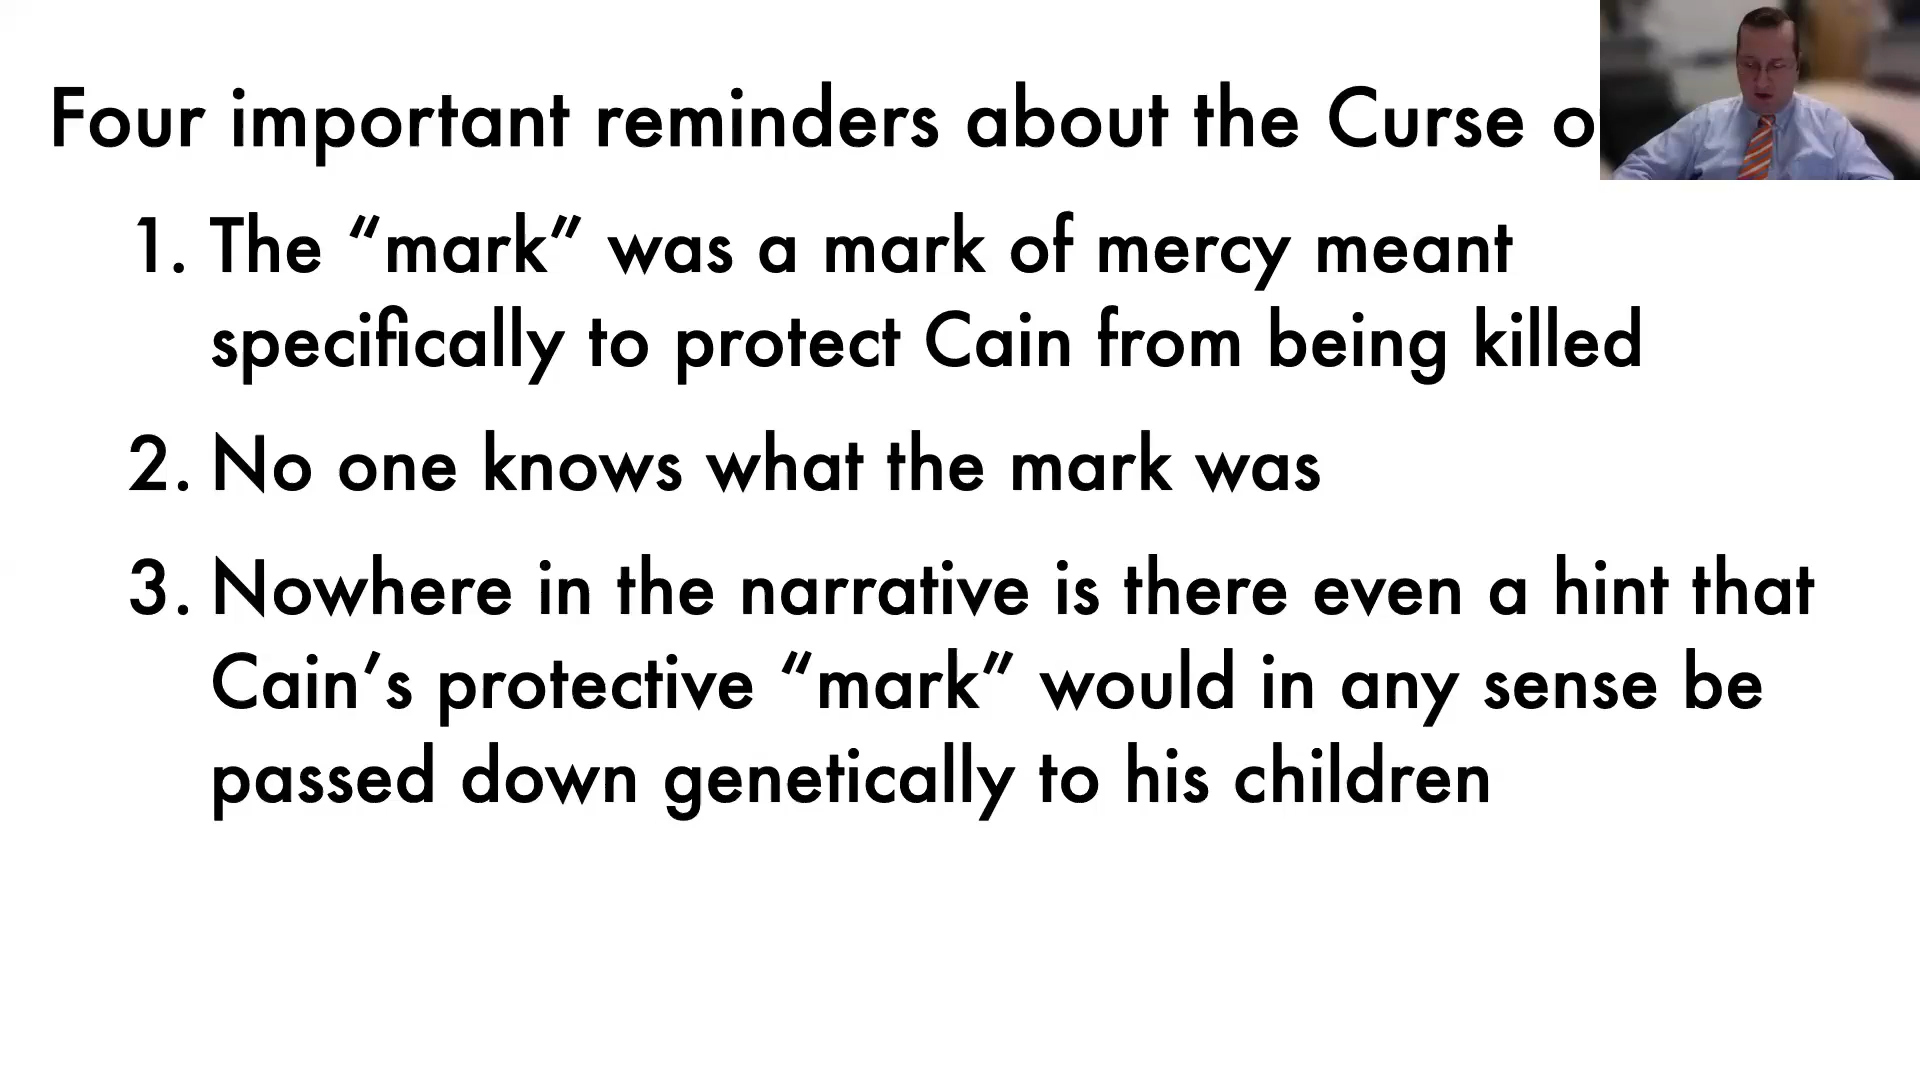 Four important reminders about the Curse o
1. The “mark” was a mark of mercy meant
specifically to protect Cain from being killed
2. No one knows what the mark was
3. Nowhere in the narrative is there even a hint that
Cain’s protective “mark” would in any sense be
passed down genetically to his children